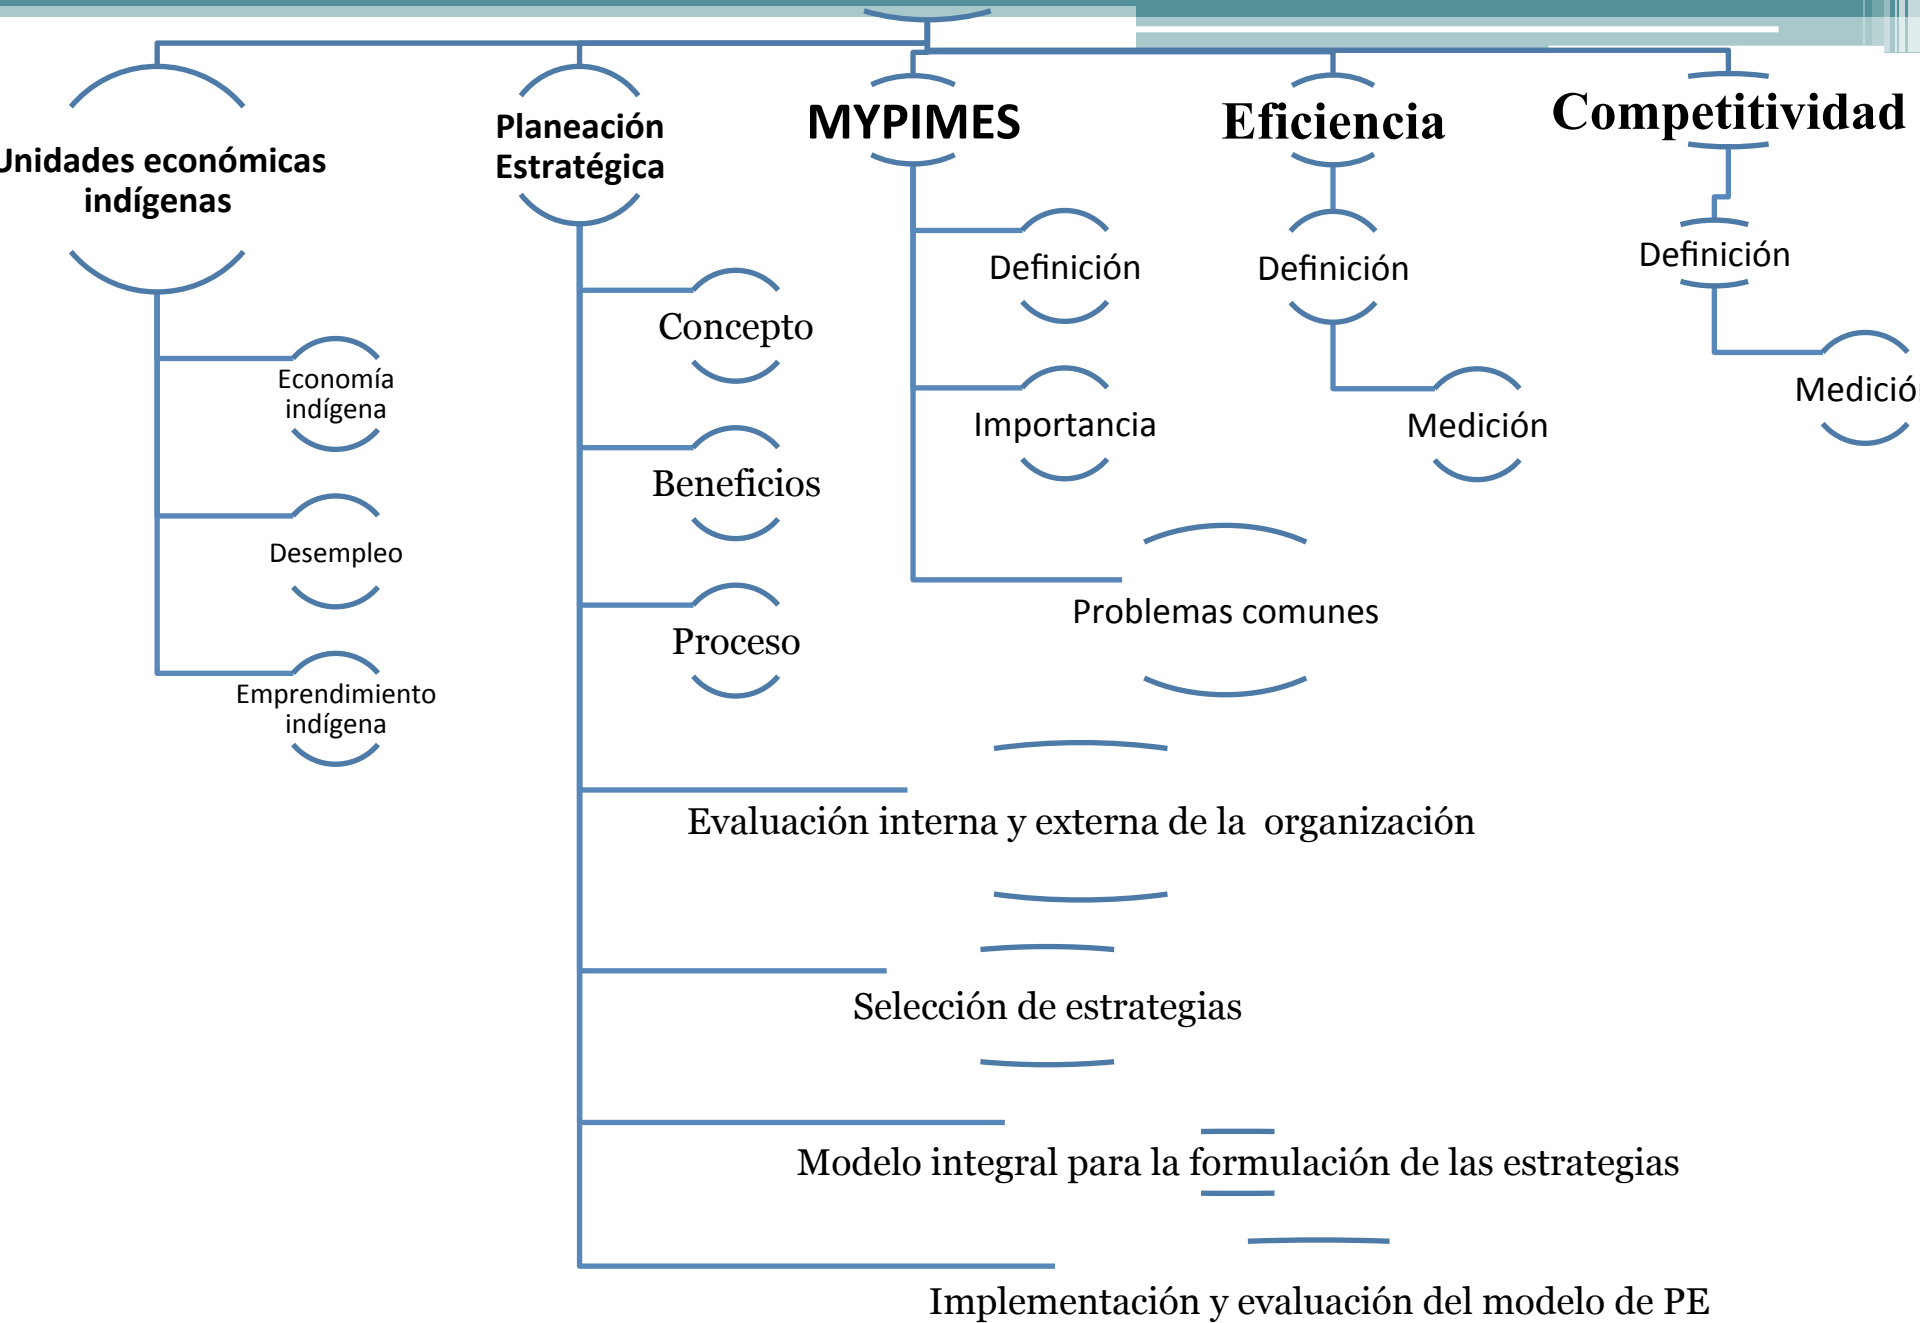 Unidades económicas
indígenas
Economía
indígena
Desempleo
Emprendimiento
indígena
Planeación
Estratégica
Concepto
Beneficios
Proceso
Evaluación interna y externa de la  organización
Selección de estrategias
Modelo integral para la formulación de las estrategias
Implementación y evaluación del modelo de PE
MYPIMES
Definición
Importancia
Problemas comunes
Eficiencia
Definición
Medición
Competitividad
Definición
Medición